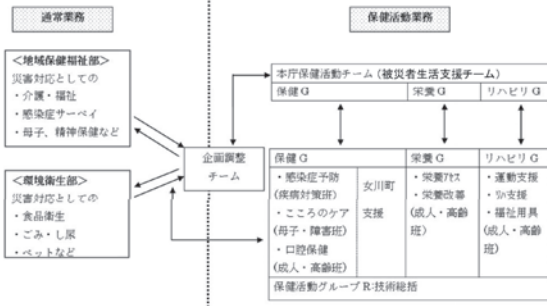 通常業務
保健活動業務
＜地域保健福祉部＞
災害対応としての
・介護・福祉
・感染症サーベイ
・母子、精神保健など
＜環境衛生部＞
災害対応としての
・食品衛生
・ごみ・し尿
・ペットなど
企画調整
チーム
本庁保健活動チーム（被災者生活支援チーム）
保健 G
栄養 G
リハビリ G
保健 G
・感染症予防
（疾病対策班）
・こころのケア
（母子・障害班）
・口腔保健
（成人・高齢班）
女川町
支援
栄養 G
・栄養アセス
・栄養改善
（成人・高齢
班）
リハビリ G
・運動支援
・リハ支援
・福祉用具
（成人・高齢
班）
保健活動グループ R:技術総括